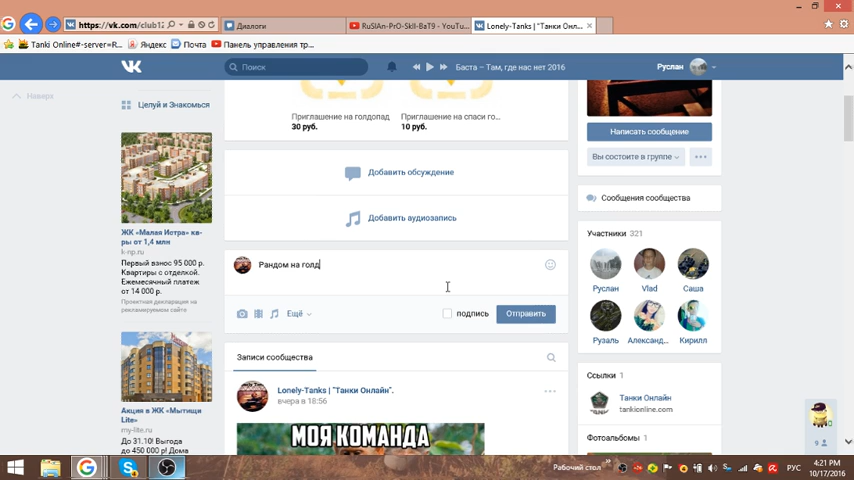 https://vk.com/club12
Диалоги
RuSlAn-PrO-Skll-BaT9 - YouTu...
Lonely-Tanks | "Танки Онл...
Tanki Online#-server=R...
Яндекс
Почта
Панель управления тр...
Поиск
Баста – Там, где нас нет 2016
Руслан
Наверх
Целуй и Знакомься
ЖК «Малая Истра» кв-
ры от 1,4 млн
k-np.ru
Первый взнос 95 000 р.
Квартиры с отделкой.
Ежемесячный платеж
от 14 000 р.
Проектная декларация на
рекламируемом сайте
Акция в ЖК «Мытищи
Lite»
my-lite.ru
До 31.10! Выгода
до 450 000 р! Дома
Приглашение на голдопад
30 руб.
Приглашение на спаси го...
10 руб.
Добавить обсуждение
Добавить аудиозапись
Рандом на голд
Ещё
подпись
Отправить
Записи сообщества
Lonely-Tanks | "Танки Онлайн".
вчера в 18:56
МОЯ КОМАНДА
Написать сообщение
Вы состоите в группе
Сообщения сообщества
Участники 321
Руслан
Vlad
Саша
Рузаль
Александ...
Кирилл
Ссылки 1
Танки Онлайн
tankionline.com
Фотоальбомы 1
9
Рабочий стол
РУС
4:21 PM
10/17/2016